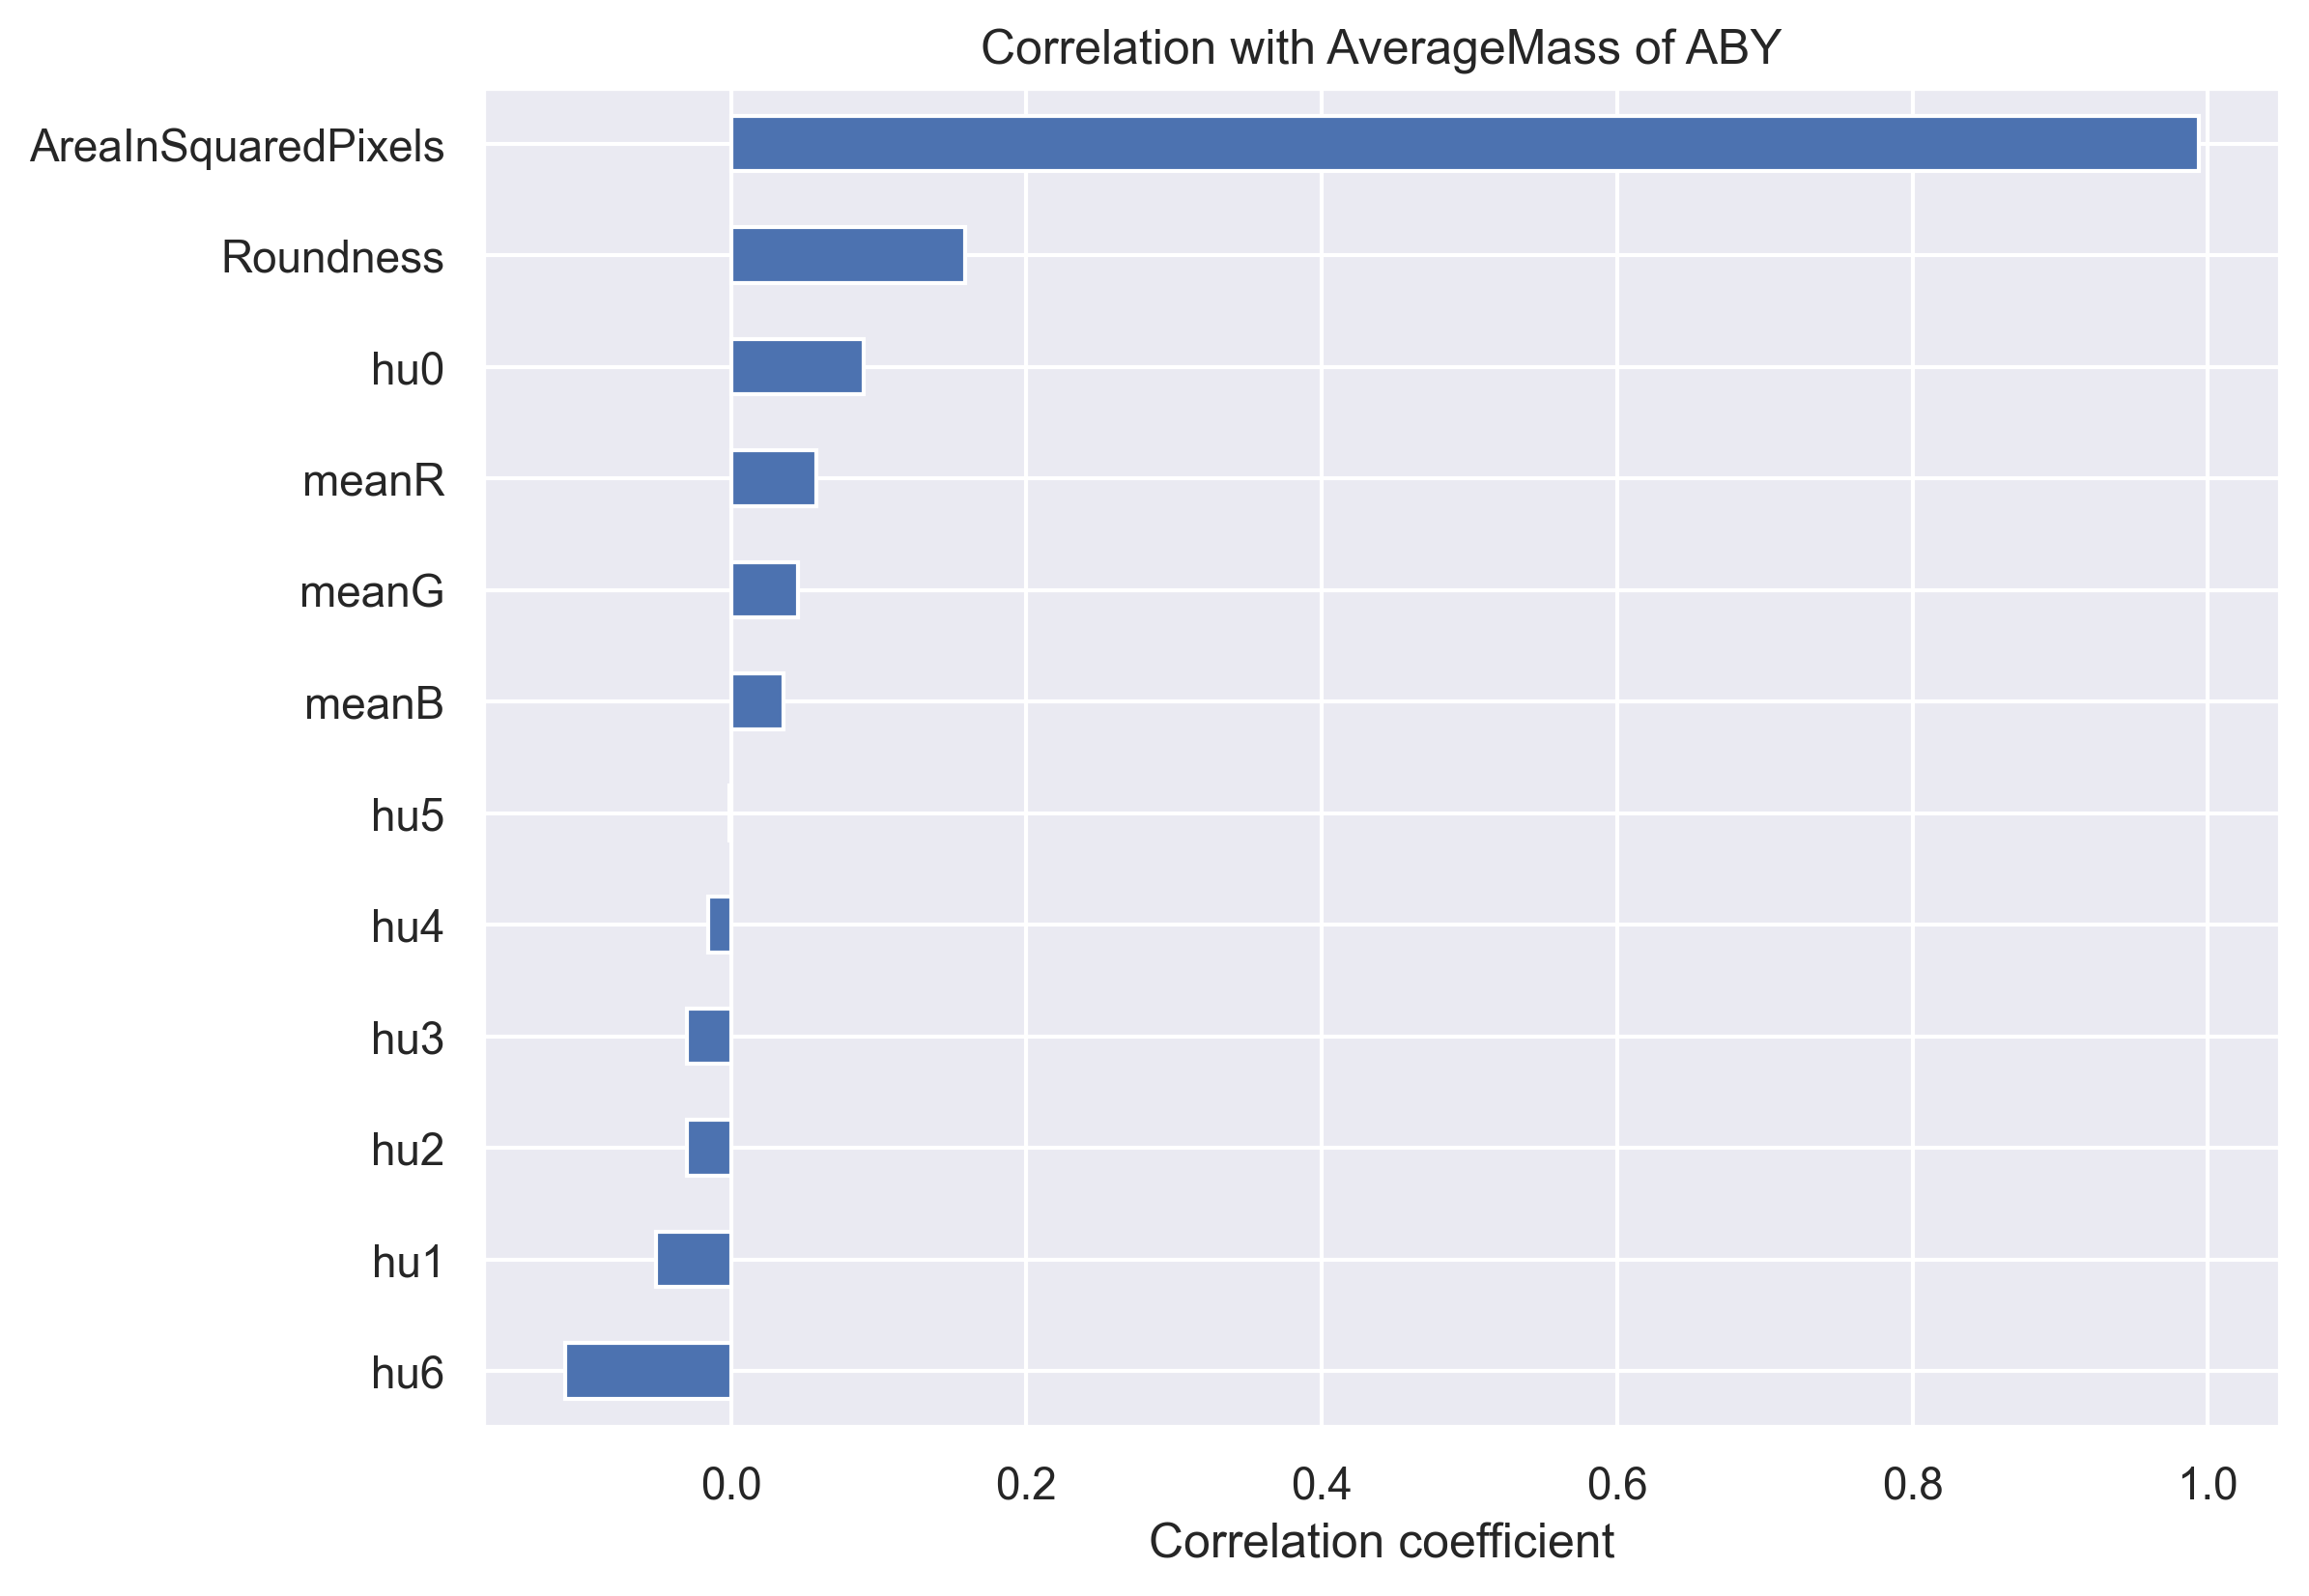 Correlation with AverageMass of ABY
AreaInSquaredPixels
Roundness
hu0
meanR
meanG
meanB
hu5
hu4
hu3
hu2
hu1
hu6
0.0 0.2 0.4 0.6 0.8 1.0
Correlation coefficient